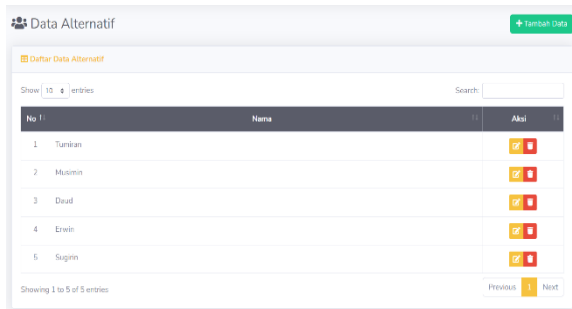 Data Alternatif
+ Tambah Data
Daftar Data Alternatif
Show 10 entries
Search:
No Nama Aksi
1 Tumiran
2 Musimin
3 Daud
4 Erwin
5 Sugirin
Showing 1 to 5 of 5 entries
Previous 1 Next